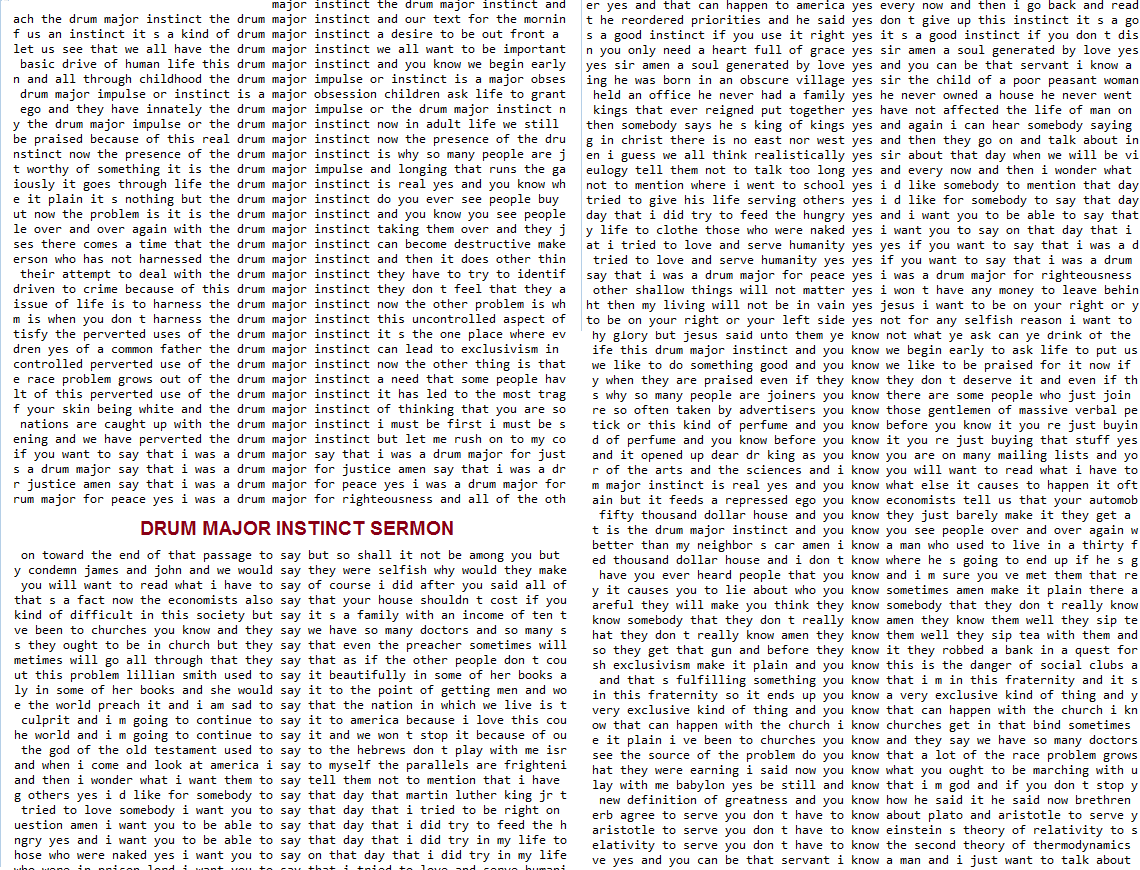 major instinct the drum major instinct and
ach the drum major instinct the drum major instinct and our text for the mornin
f us an instinct it s a kind of drum major instinct a desire to be out front a
let us see that we all have the drum major instinct we all want to be important
basic drive of human life this drum major instinct and you know we begin early
n and all through childhood the drum major impulse or instinct is a major obses
drum major impulse or instinct is a major obsession children ask life to grant
ego and they have innately the drum major impulse or the drum major instinct n
y the drum major impulse or the drum major instinct now in adult life we still
be praised because of this real drum major instinct now the presence of the dru
nstinct now the presence of the drum major instinct is why so many people are j
t worthy of something it is the drum major impulse and longing that runs the ga
iously it goes through life the drum major instinct is real yes and you know wh
e it plain it s nothing but the drum major instinct do you ever see people buy
ut now the problem is it is the drum major instinct and you know you see people
le over and over again with the drum major instinct taking them over and they j
ses there comes a time that the drum major instinct can become destructive make
erson who has not harnessed the drum major instinct and then it does other thin
their attempt to deal with the drum major instinct they have to try to identif
driven to crime because of this drum major instinct they don t feel that they a
issue of life is to harness the drum major instinct now the other problem is wh
m is when you don t harness the drum major instinct this uncontrolled aspect of
tisfy the perverted uses of the drum major instinct it s the one place where ev
dren yes of a common father the drum major instinct can lead to exclusivism in
controlled perverted use of the drum major instinct now the other thing is that
e race problem grows out of the drum major instinct a need that some people hav
lt of this perverted use of the drum major instinct it has led to the most trag
f your skin being white and the drum major instinct of thinking that you are so
nations are caught up with the drum major instinct i must be first i must be s
ening and we have perverted the drum major instinct but let me rush on to my co
if you want to say that i was a drum major say that i was a drum major for just
s a drum major say that i was a drum major for justice amen say that i was a dr
r justice amen say that i was a drum major for peace yes i was a drum major for
rum major for peace yes i was a drum major for righteousness and all of the oth
DRUM MAJOR INSTINCT SERMON
on toward the end of that passage to say but so shall it not be among you but
y condemn james and john and we would say they were selfish why would they make
you will want to read what i have to say of course i did after you said all of
that s a fact now the economists also say that your house shouldn t cost if you
kind of difficult in this society but say it s a family with an income of ten t
ve been to churches you know and they say we have so many doctors and so many s
s they ought to be in church but they say that even the preacher sometimes will
metimes will go all through that they say that as if the other people don t cou
ut this problem lillian smith used to say it beautifully in some of her books a
ly in some of her books and she would say it to the point of getting men and wo
e the world preach it and i am sad to say that the nation in which we live is t
culprit and i m going to continue to say it to america because i love this cou
he world and i m going to continue to say it and we won t stop it because of ou
the god of the old testament used to say to the hebrews don t play with me isr
and when i come and look at america i say to myself the parallels are frighteni
and then i wonder what i want them to say tell them not to mention that i have
g others yes i d like for somebody to say that day that martin luther king jr t
tried to love somebody i want you to say that day that i tried to be right on
uestion amen i want you to be able to say that day that i did try to feed the h
ngry yes and i want you to be able to say that day that i did try in my life to
hose who were naked yes i want you to say on that day that i did try in my life
who were in prison lord i want you to say that i tried to love and serve humani
er yes and that can happen to america yes every now and then i go back and read
t he reordered priorities and he said yes don t give up this instinct it s a go
s a good instinct if you use it right yes it s a good instinct if you don t dis
n you only need a heart full of grace yes sir amen a soul generated by love yes
yes sir amen a soul generated by love yes and you can be that servant i know a
ing he was born in an obscure village yes sir the child of a poor peasant woman
held an office he never had a family yes he never owned a house he never went
kings that ever reigned put together yes have not affected the life of man on
then somebody says he s king of kings yes and again i can hear somebody saying
g in christ there is no east nor west yes and then they go on and talk about in
en i guess we all think realistically yes sir about that day when we will be vi
eulogy tell them not to talk too long yes and every now and then i wonder what
not to mention where i went to school yes i d like somebody to mention that day
tried to give his life serving others yes i d like for somebody to say that day
day that i did try to feed the hungry yes and i want you to be able to say that
y life to clothe those who were naked yes i want you to say on that day that i
at i tried to love and serve humanity yes yes if you want to say that i was a d
tried to love and serve humanity yes yes if you want to say that i was a drum
say that i was a drum major for peace yes i was a drum major for righteousness
other shallow things will not matter yes i won t have any money to leave behin
ht then my living will not be in vain yes jesus i want to be on your right or y
to be on your right or your left side yes not for any selfish reason i want to
hy glory but jesus said unto them ye know not what ye ask can ye drink of the
ife this drum major instinct and you know we begin early to ask life to put us
we like to do something good and you know we like to be praised for it now if
y when they are praised even if they know they don t deserve it and even if th
s why so many people are joiners you know there are some people who just join
re so often taken by advertisers you know those gentlemen of massive verbal pe
tick or this kind of perfume and you know before you know it you re just buyin
d of perfume and you know before you know it you re just buying that stuff yes
and it opened up dear dr king as you know you are on many mailing lists and yo
r of the arts and the sciences and i know you will want to read what i have to
m major instinct is real yes and you know what else it causes to happen it oft
ain but it feeds a repressed ego you know economists tell us that your automob
fifty thousand dollar house and you know they just barely make it they get a
t is the drum major instinct and you know you see people over and over again w
better than my neighbor s car amen i know a man who used to live in a thirty f
ed thousand dollar house and i don t know where he s going to end up if he s g
have you ever heard people that you know and i m sure you ve met them that re
y it causes you to lie about who you know sometimes amen make it plain there a
areful they will make you think they know somebody that they don t really know
know somebody that they don t really know amen they know them well they sip te
hat they don t really know amen they know them well they sip tea with them and
so they get that gun and before they know it they robbed a bank in a quest for
sh exclusivism make it plain and you know this is the danger of social clubs a
and that s fulfilling something you know that i m in this fraternity and it s
in this fraternity so it ends up you know a very exclusive kind of thing and y
very exclusive kind of thing and you know that can happen with the church i kn
ow that can happen with the church i know churches get in that bind sometimes
e it plain i ve been to churches you know and they say we have so many doctors
see the source of the problem do you know that a lot of the race problem grows
hat they were earning i said now you know what you ought to be marching with u
lay with me babylon yes be still and know that i m god and if you don t stop y
new definition of greatness and you know how he said it he said now brethren
erb agree to serve you don t have to know about plato and aristotle to serve y
aristotle to serve you don t have to know einstein s theory of relativity to s
elativity to serve you don t have to know the second theory of thermodynamics
ve yes and you can be that servant i know a man and i just want to talk about